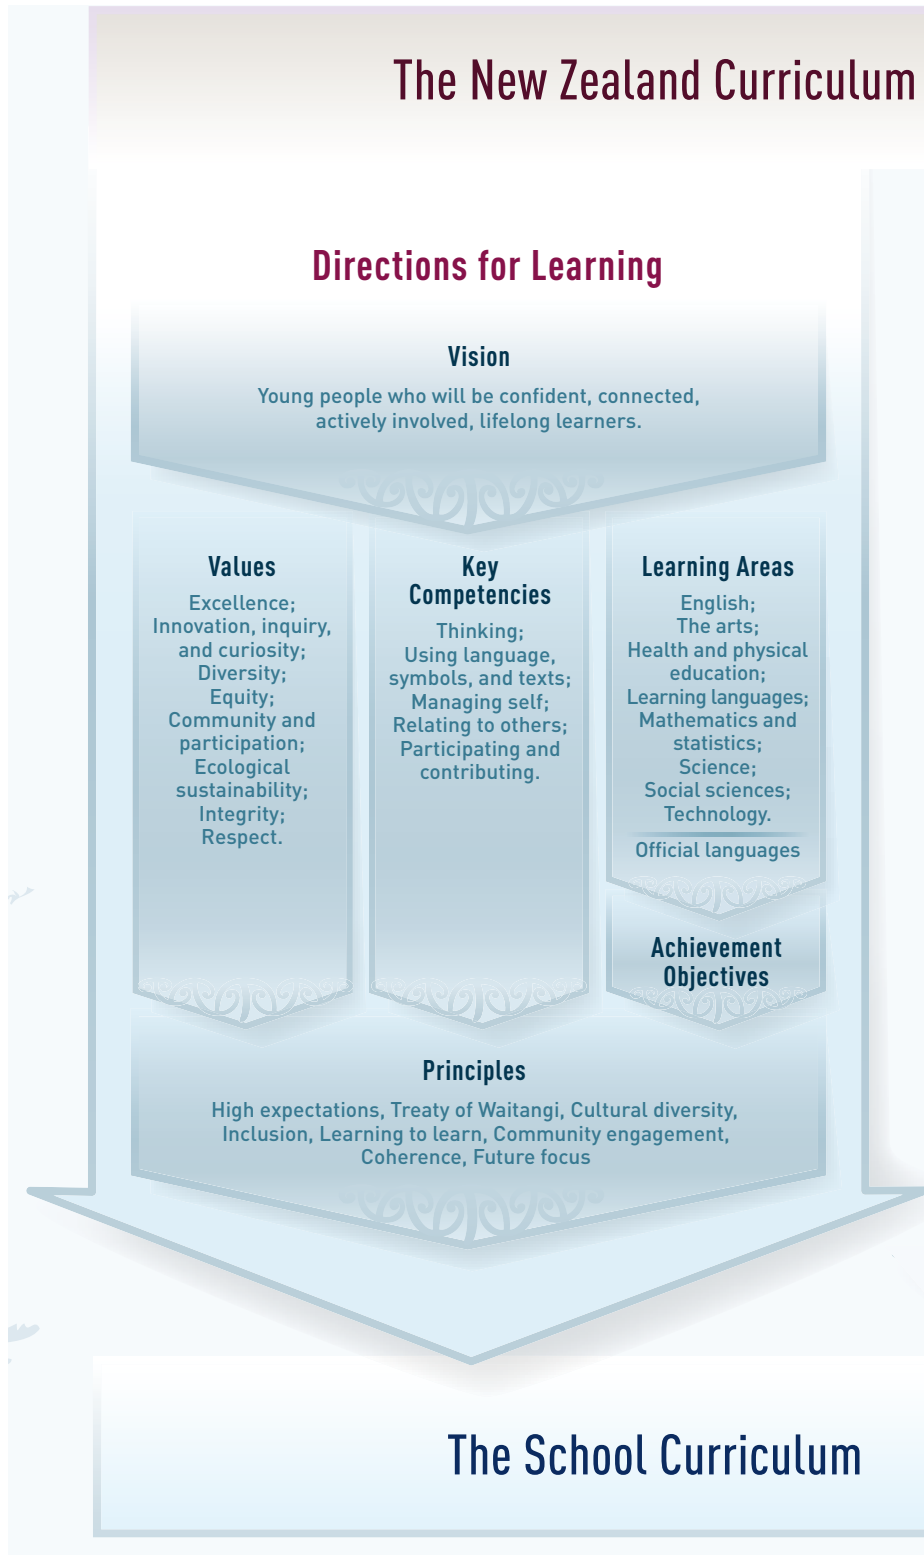 The New Zealand Curriculum
Directions for Learning
Vision
Young people who will be confident, connected,
actively involved, lifelong learners.
Values
Excellence;
Innovation, inquiry,
and curiosity;
Diversity;
Equity;
Community and
participation;
Ecological
sustainability;
Integrity;
Respect.
Key
Competencies
Thinking;
Using language,
symbols, and texts;
Managing self;
Relating to others;
Participating and
contributing.
Learning Areas
English;
The arts;
Health and physical
education;
Learning languages;
Mathematics and
statistics;
Science;
Social sciences;
Technology.
Official languages
Achievement
Objectives
Principles
High expectations, Treaty of Waitangi, Cultural diversity,
Inclusion, Learning to learn, Community engagement,
Coherence, Future focus
The School Curriculum